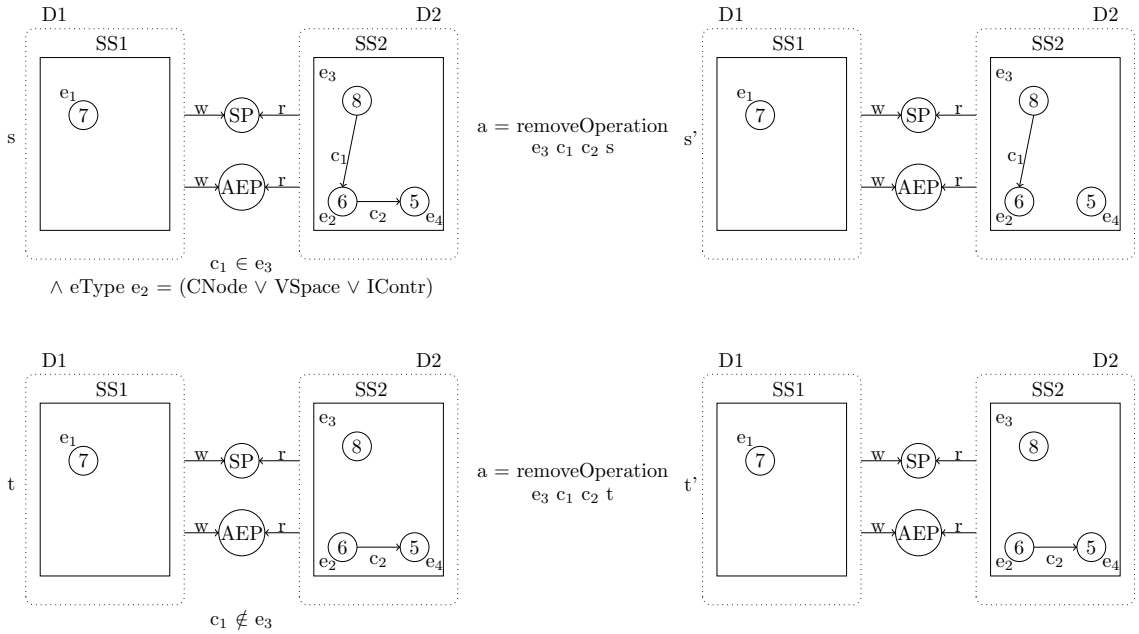 D1 D2 D1 D2
SS1 SS2 SS1 SS2
e₃ e₃
e₁ 8 e₁ 8
7 w SP r 7 w SP r
a = removeOperation
s s'
e₃ c₁ c₂ s
c₁ c₁
w AEP r w AEP r
6 5 6 5
e₂ c₂ e₄ e₂ e₄
c₁ ∈ e₃
∧ eType e₂ = (CNode ∨ VSpace ∨ IContr)
D1 D2 D1 D2
SS1 SS2 SS1 SS2
e₃ e₃
e₁ 8 e₁ 8
7 w SP r 7 w SP r
a = removeOperation
t t'
e₃ c₁ c₂ t
w AEP r w AEP r
6 5 6 5
e₂ c₂ e₄ e₂ c₂ e₄
c₁ ∉ e₃